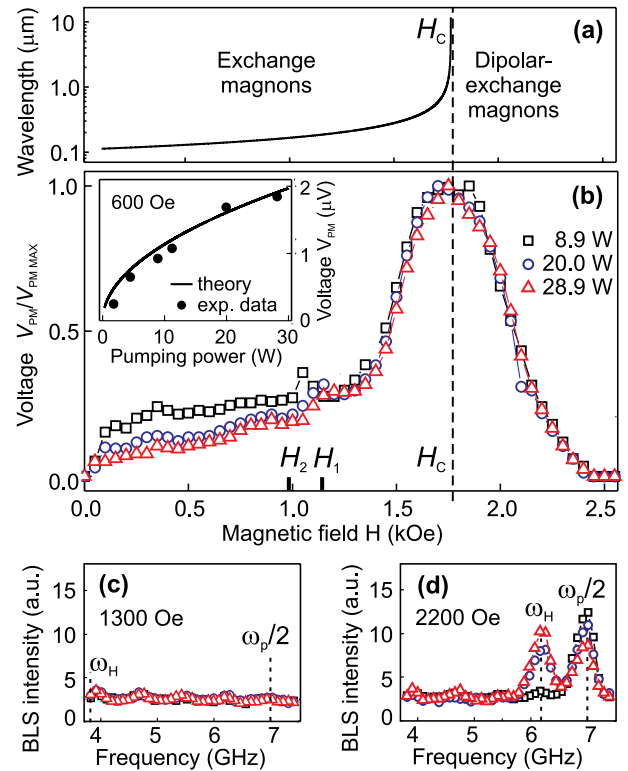 (a)
Wavelength (μm)
10
1.0
0.1
Exchange
magnons
H_C
Dipolar-
exchange
magnons
(b)
Voltage V_PM/V_PM MAX
1.0
0.5
0.0
600 Oe
theory
exp. data
2
1
0
Voltage V_PM (μV)
0 10 20 30
Pumping power (W)
8.9 W
20.0 W
28.9 W
H_2 H_1 H_C
0.0 0.5 1.0 1.5 2.0 2.5
Magnetic field H (kOe)
(c)
1300 Oe
BLS intensity (a.u.)
15
10
5
0
ω_H
ω_p/2
4 5 6 7
Frequency (GHz)
(d)
2200 Oe
BLS intensity (a.u.)
15
10
5
0
ω_H
ω_p/2
4 5 6 7
Frequency (GHz)